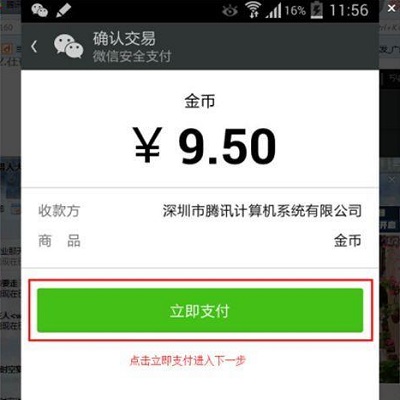 16% 11:56
确认交易
微信安全支付
金币
¥ 9.50
收款方 深圳市腾讯计算机系统有限公司
商 品 金币
立即支付
点击立即支付进入下一步